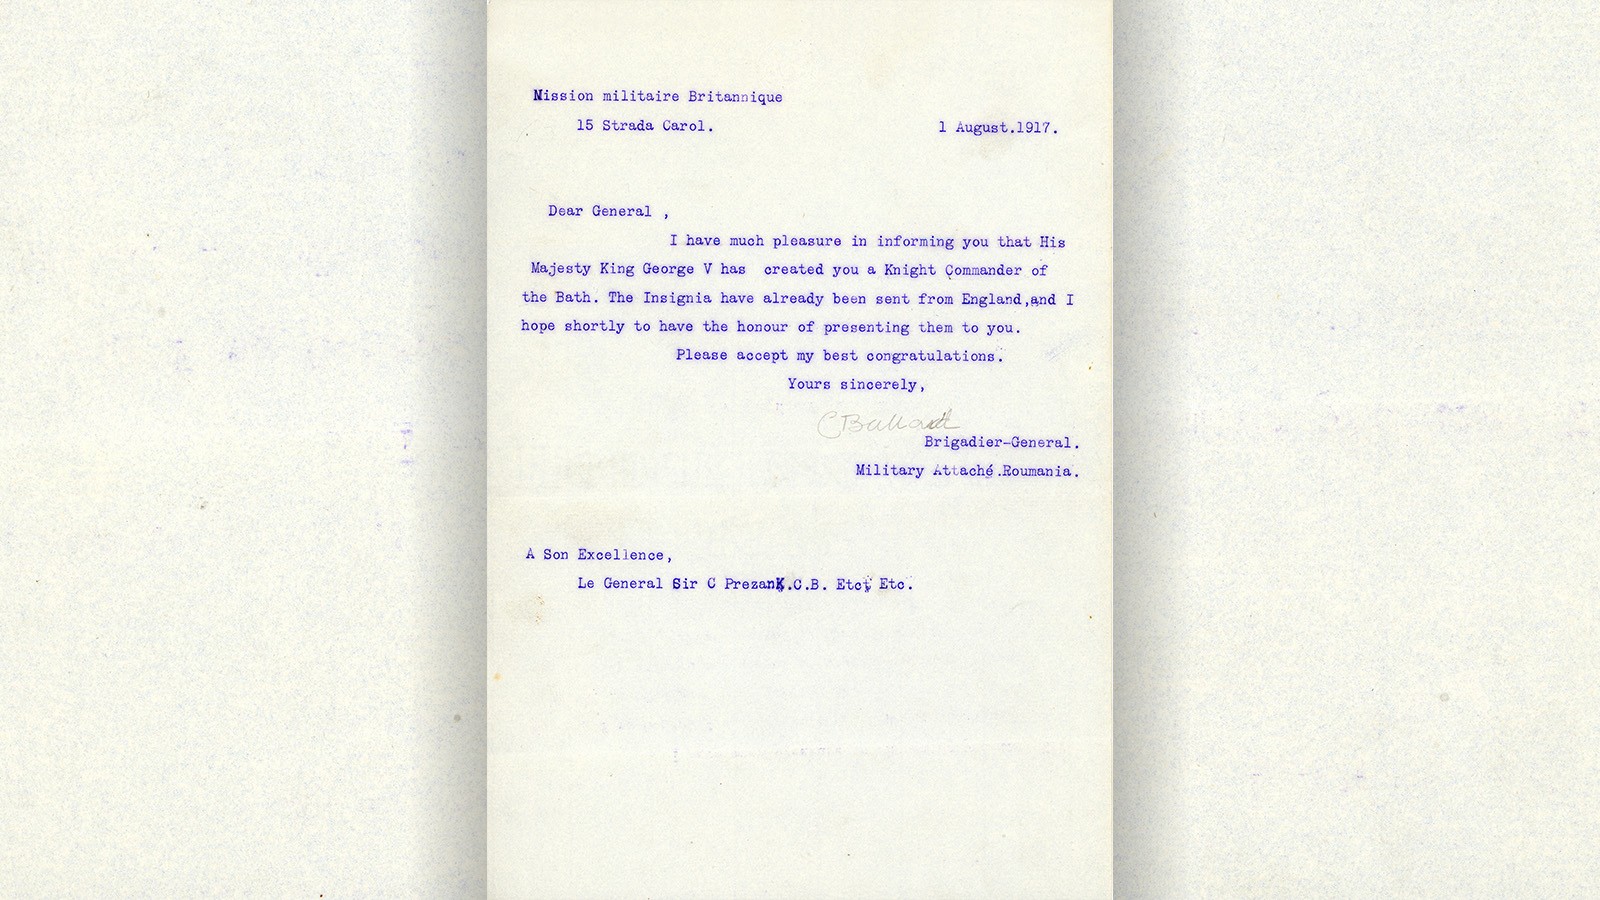 Mission militaire Britannique
15 Strada Carol.
1 August.1917.
Dear General ,
I have much pleasure in informing you that His
Majesty King George V has created you a Knight Commander of
the Bath. The Insignia have already been sent from England,and I
hope shortly to have the honour of presenting them to you.
Please accept my best congratulations.
Yours sincerely,
CBallard
Brigadier-General.
Military Attaché.Roumania.
A Son Excellence,
Le General Sir C PrezanK.C.B. Etc, Etc.